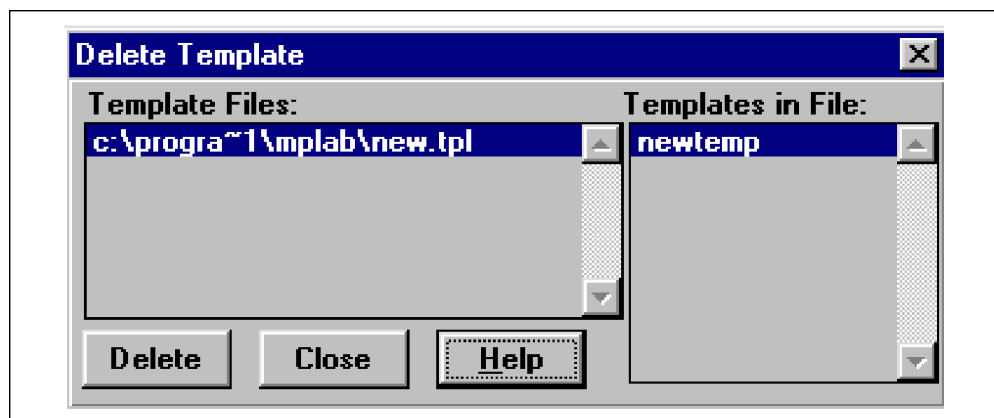 Delete Template
Template Files:
c:\progra~1\mplab\new.tpl
Templates in File:
newtemp
Delete
Close
Help